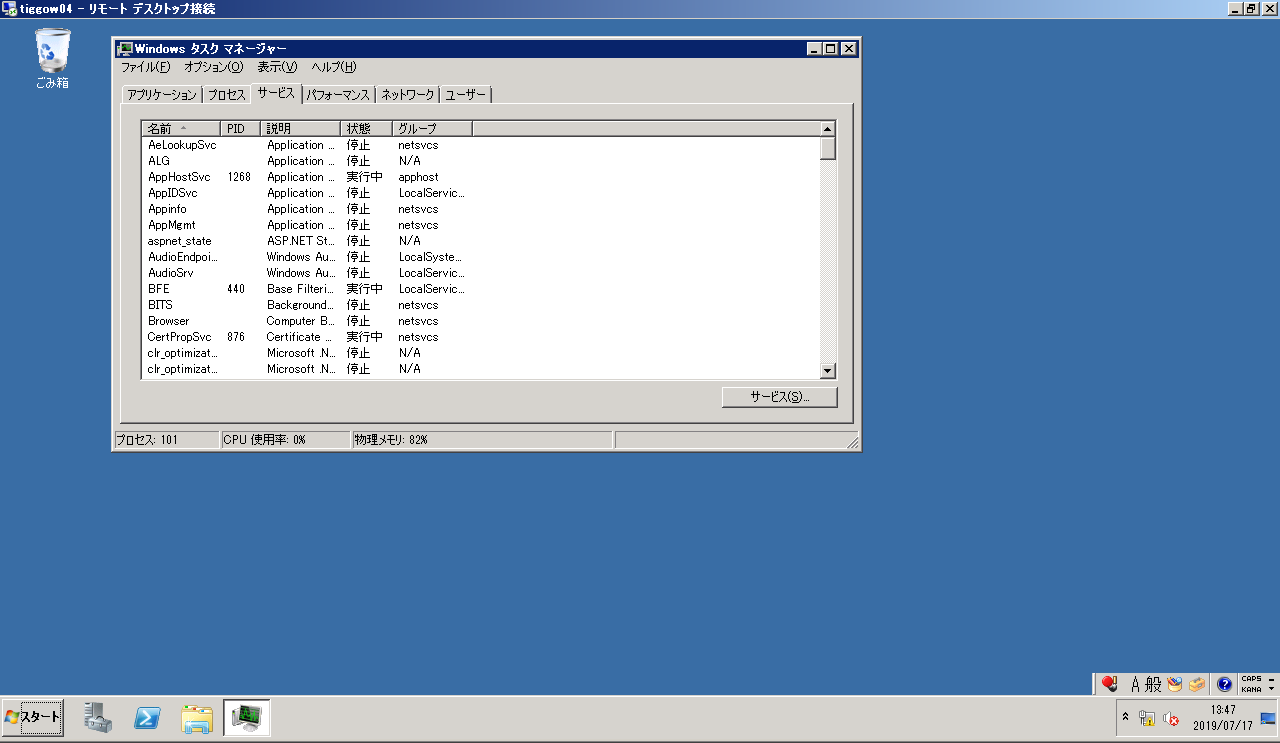 tiggow04 - リモート デスクトップ接続
ごみ箱
Windows タスク マネージャー
ファイル(F) オプション(O) 表示(V) ヘルプ(H)
アプリケーション プロセス サービス パフォーマンス ネットワーク ユーザー
名前 PID 説明 状態 グループ
AeLookupSvc Application ... 停止 netsvcs
ALG Application ... 停止 N/A
AppHostSvc 1268 Application ... 実行中 apphost
AppIDSvc Application ... 停止 LocalServic...
Appinfo Application ... 停止 netsvcs
AppMgmt Application ... 停止 netsvcs
aspnet_state ASP.NET St... 停止 N/A
AudioEndpoi... Windows Au... 停止 LocalSyste...
AudioSrv Windows Au... 停止 LocalServic...
BFE 440 Base Filteri... 実行中 LocalServic...
BITS Background... 停止 netsvcs
Browser Computer B... 停止 netsvcs
CertPropSvc 876 Certificate ... 実行中 netsvcs
clr_optimizat... Microsoft .N... 停止 N/A
clr_optimizat... Microsoft .N... 停止 N/A
サービス(S)...
プロセス: 101 CPU 使用率: 0% 物理メモリ: 82%
A 般 CAPS
KANA
スタート
13:47
2019/07/17